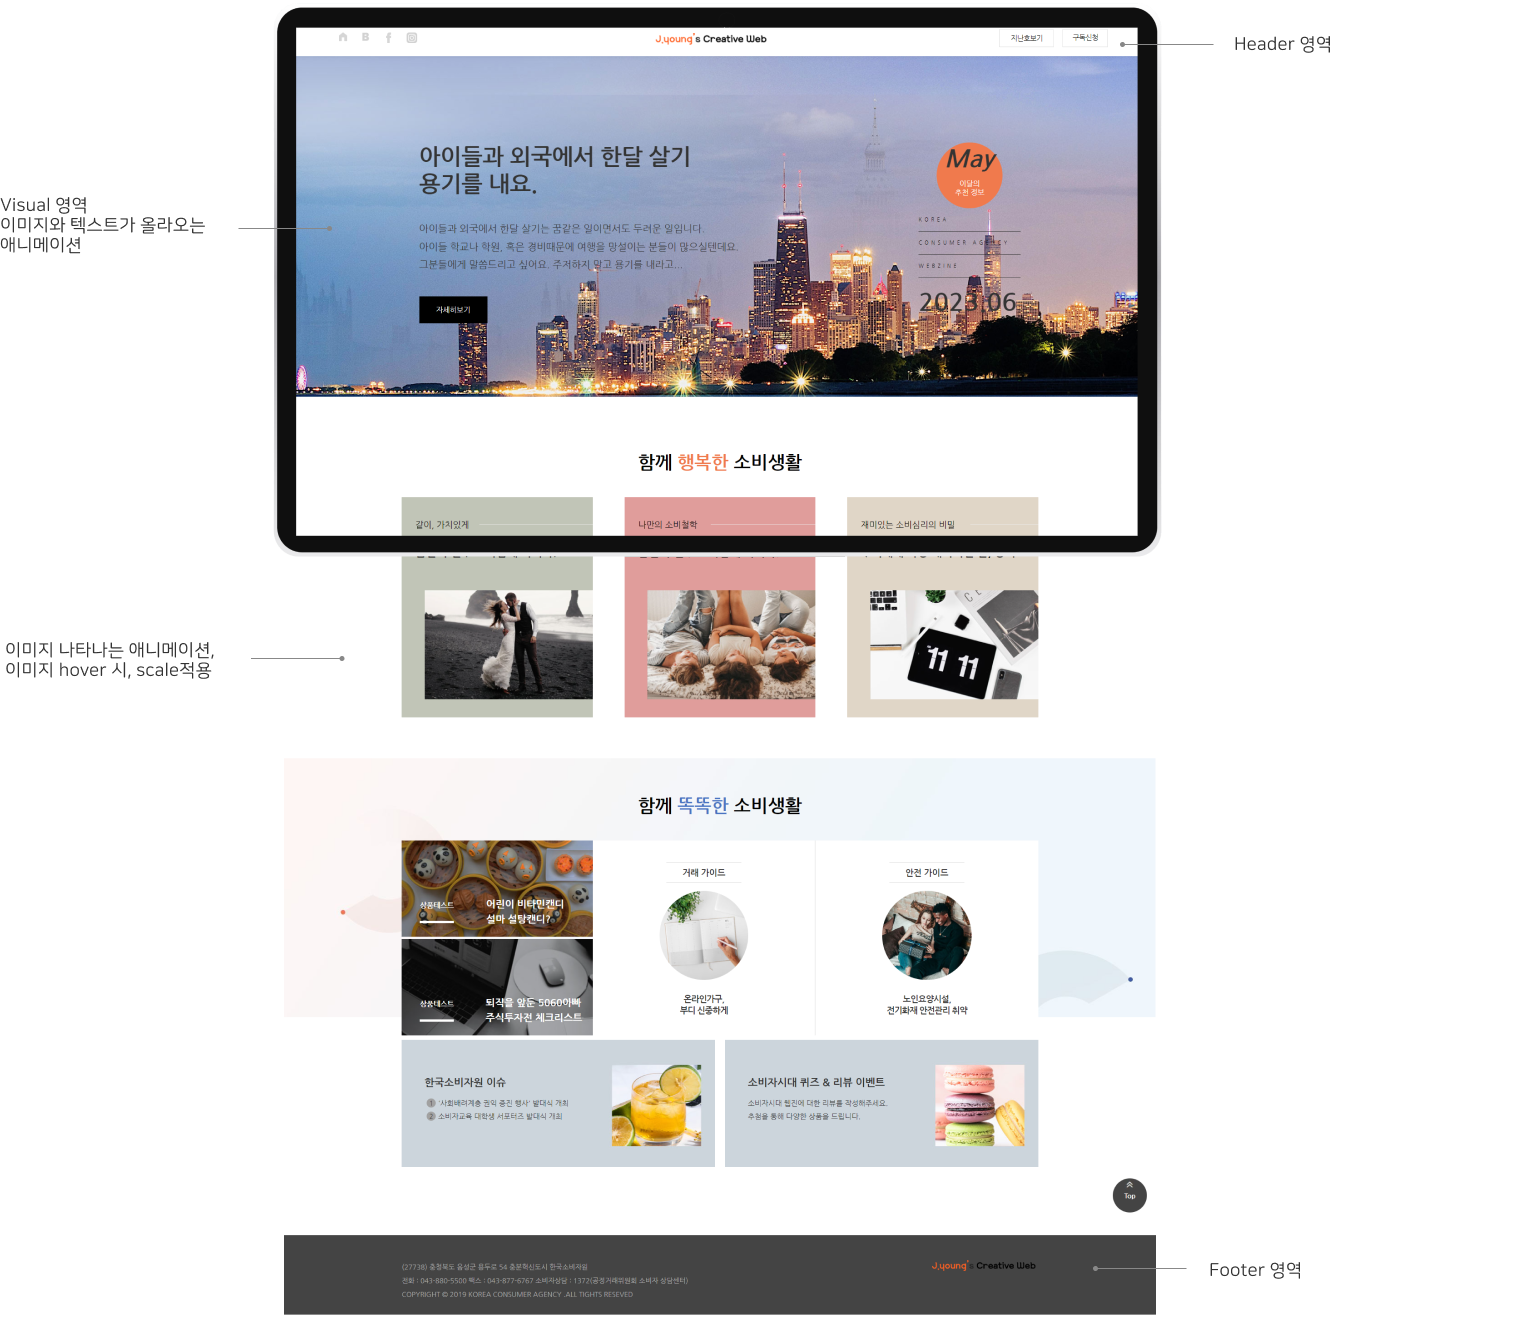 J.young's Creative Web
지난호보기
구독신청
Header 영역
Visual 영역
이미지와 텍스트가 올라오는
애니메이션
아이들과 외국에서 한달 살기
용기를 내요.
아이들과 외국에서 한달 살기는 꿈같은 일이면서도 두려운 일입니다.
아이들 학교나 학원, 혹은 경비때문에 여행을 망설이는 분들이 많으실텐데요.
그분들에게 말씀드리고 싶어요. 주저하지 말고 용기를 내라고...
자세히보기
May
이달의
추천 정보
KOREA
CONSUMER AGENCY
WEBZINE
2023.06
함께 행복한 소비생활
같이, 가치있게
나만의 소비철학
재미있는 소비심리의 비밀
이미지 나타나는 애니메이션,
이미지 hover 시, scale적용
함께 똑똑한 소비생활
상품테스트
어린이 비타민캔디
설마 설탕캔디?
상품테스트
퇴직을 앞둔 5060아빠
주식투자전 체크리스트
거래 가이드
온라인가구,
부디 신중하게
안전 가이드
노인요양시설,
전기화재 안전관리 취약
한국소비자원 이슈
1 '사회배려계층 권익 증진 행사' 발대식 개최
2 소비자교육 대학생 서포터즈 발대식 개최
소비자시대 퀴즈 & 리뷰 이벤트
소비자시대 웹진에 대한 리뷰를 작성해주세요.
추첨을 통해 다양한 상품을 드립니다.
Top
(27738) 충청북도 음성군 용두로 54 충분혁신도시 한국소비자원
전화 : 043-880-5500 팩스 : 043-877-6767 소비자상담 : 1372(공정거래위원회 소비자 상담센터)
COPYRIGHT © 2019 KOREA CONSUMER AGENCY .ALL TIGHTS RESEVED
J.young's Creative Web
Footer 영역